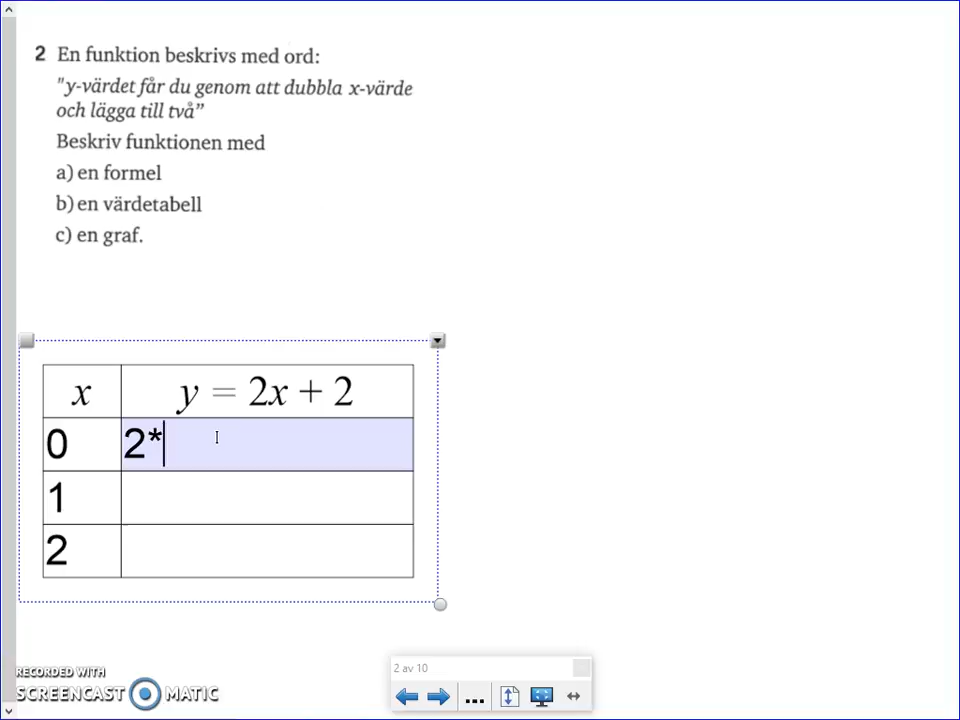 2 En funktion beskrivs med ord:
"y-värdet får du genom att dubbla x-värde
och lägga till två”
Beskriv funktionen med
a) en formel
b) en värdetabell
c) en graf.
x y = 2x + 2
0 2*
1
2
RECORDED WITH
SCREENCAST MATIC
2 av 10
...